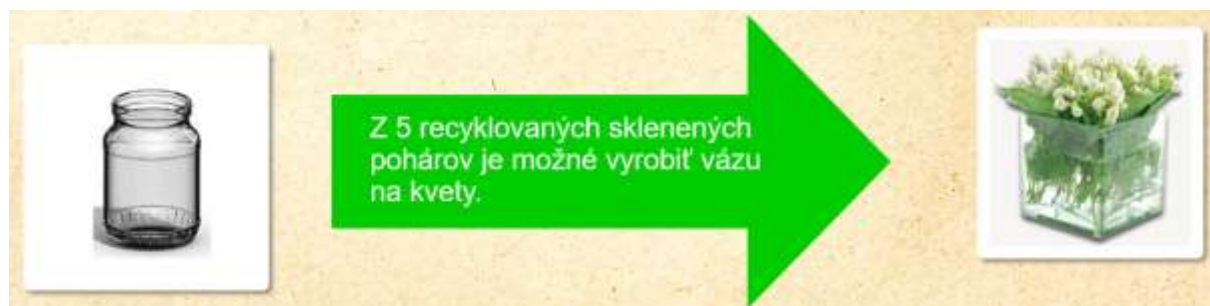 Z 5 recyklovaných sklenených
pohárov je možné vyrobiť vázu
na kvety.